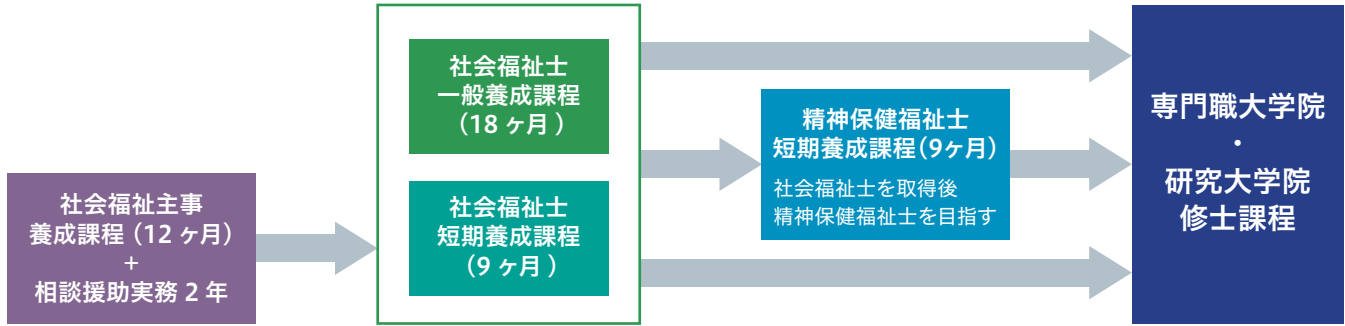 社会福祉主事
養成課程（12 ヶ月）
+
相談援助実務 2 年
社会福祉士
一般養成課程
（18 ヶ月 ）
社会福祉士
短期養成課程
（9 ヶ月 ）
精神保健福祉士
短期養成課程（9ヶ月）
社会福祉士を取得後
精神保健福祉士を目指す
専門職大学院
・
研究大学院
修士課程